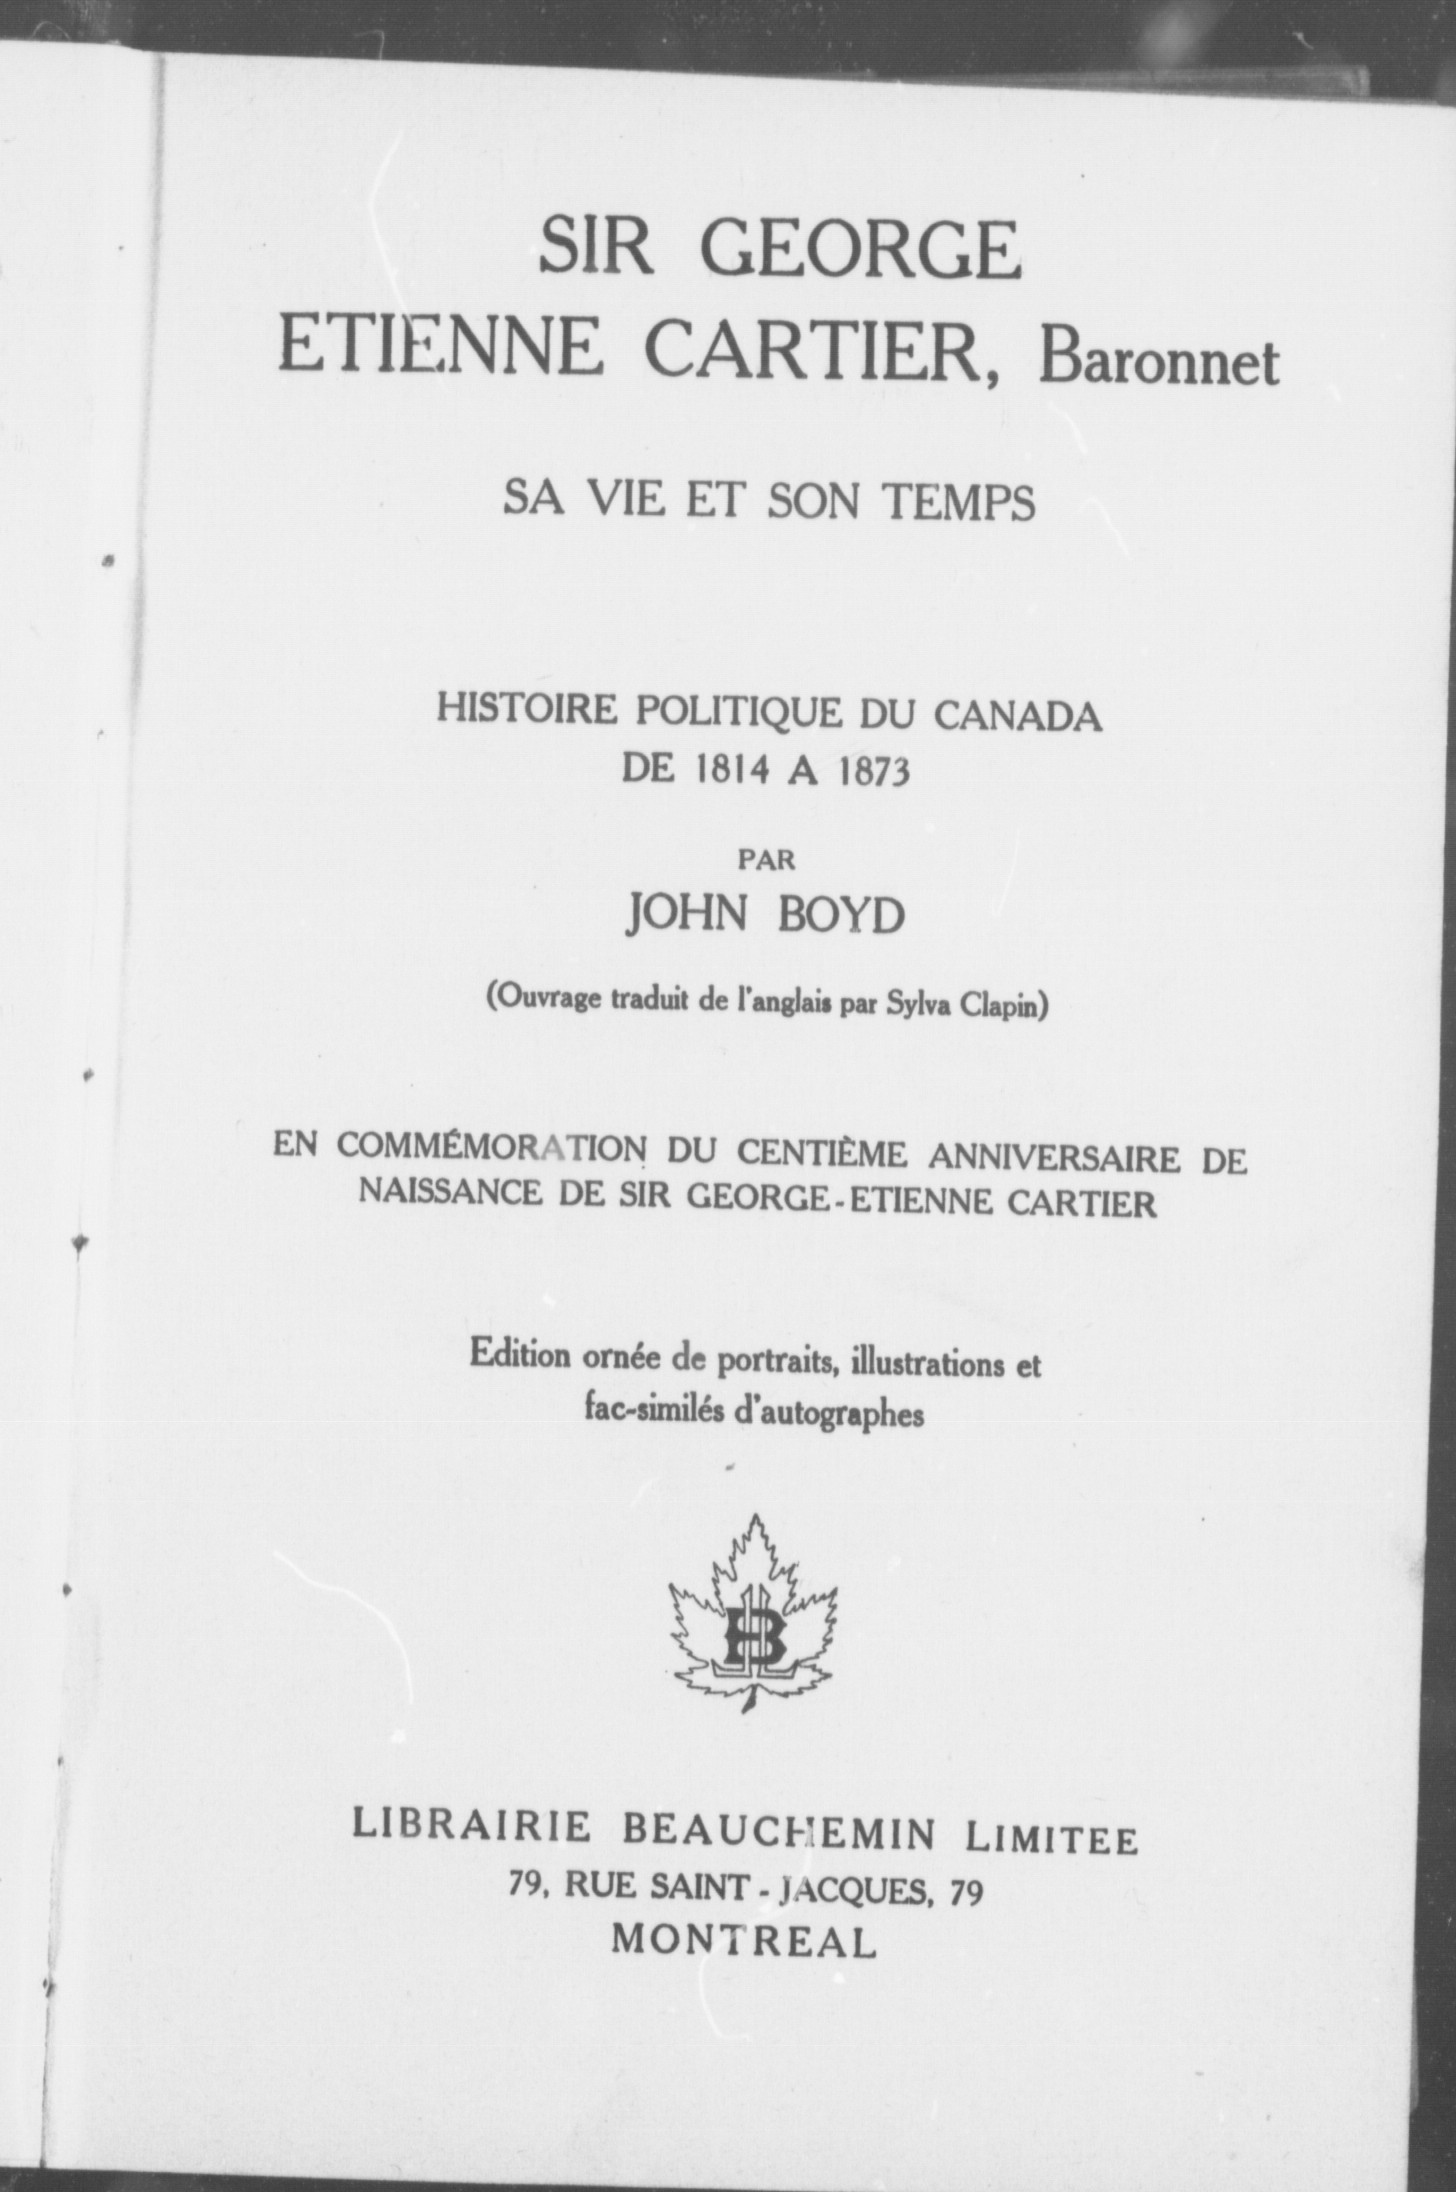 SIR GEORGE
ETIENNE CARTIER, Baronnet
SA VIE ET SON TEMPS
HISTOIRE POLITIQUE DU CANADA
DE 1814 A 1873
PAR
JOHN BOYD
(Ouvrage traduit de l'anglais par Sylva Clapin)
EN COMMÉMORATION DU CENTIÈME ANNIVERSAIRE DE
NAISSANCE DE SIR GEORGE-ETIENNE CARTIER
Edition ornée de portraits, illustrations et
fac-similés d'autographes
LB
LIBRAIRIE BEAUCHEMIN LIMITEE
79, RUE SAINT-JACQUES, 79
MONTREAL